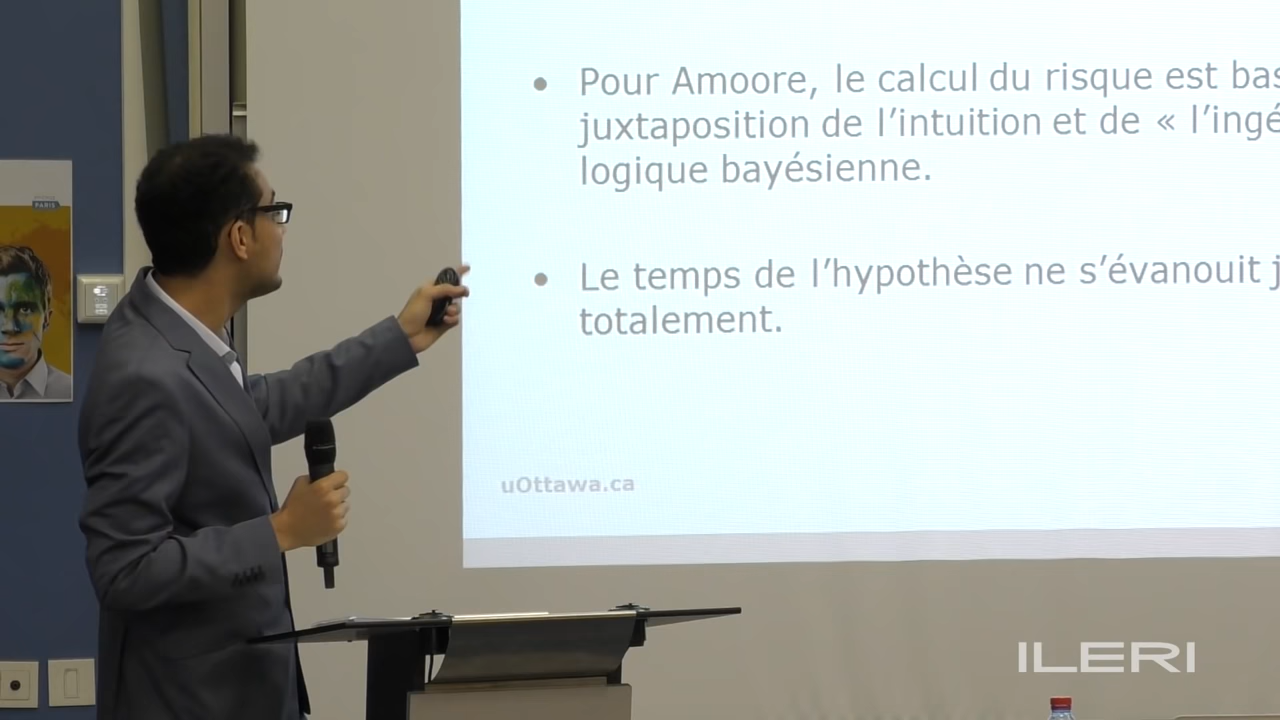 Pour Amoore, le calcul du risque est bas
juxtaposition de l’intuition et de « l’ingé
logique bayésienne.
Le temps de l’hypothèse ne s’évanouit j
totalement.
uOttawa.ca
PARIS
ILERI